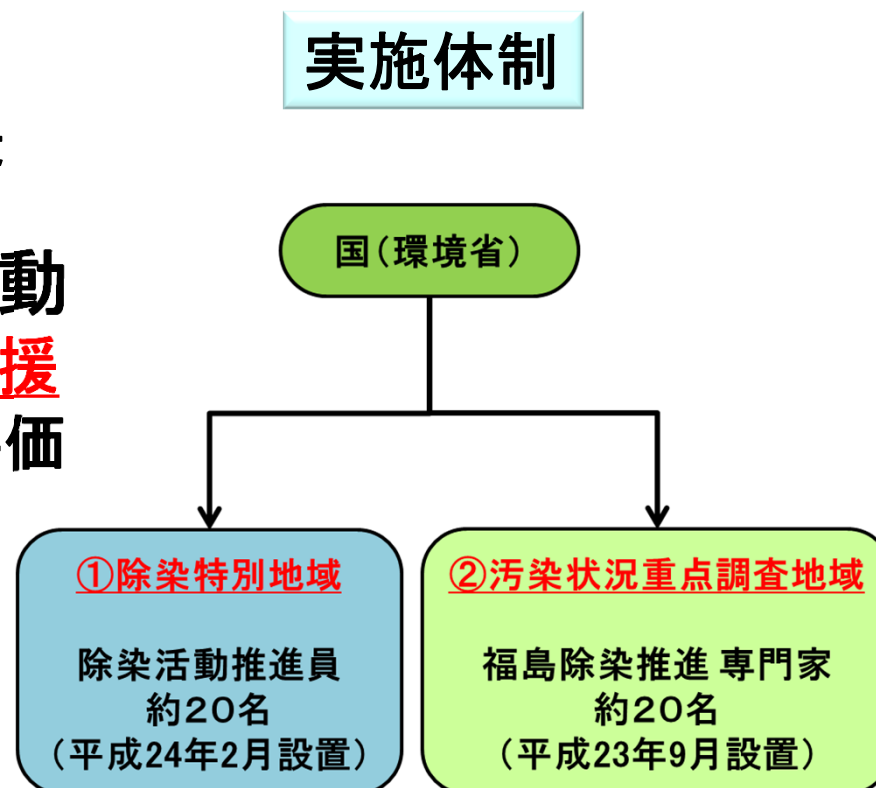 実施体制
動
援
価
国(環境省)
①除染特別地域
除染活動推進員
約20名
(平成24年2月設置)
②汚染状況重点調査地域
福島除染推進 専門家
約20名
(平成23年9月設置)